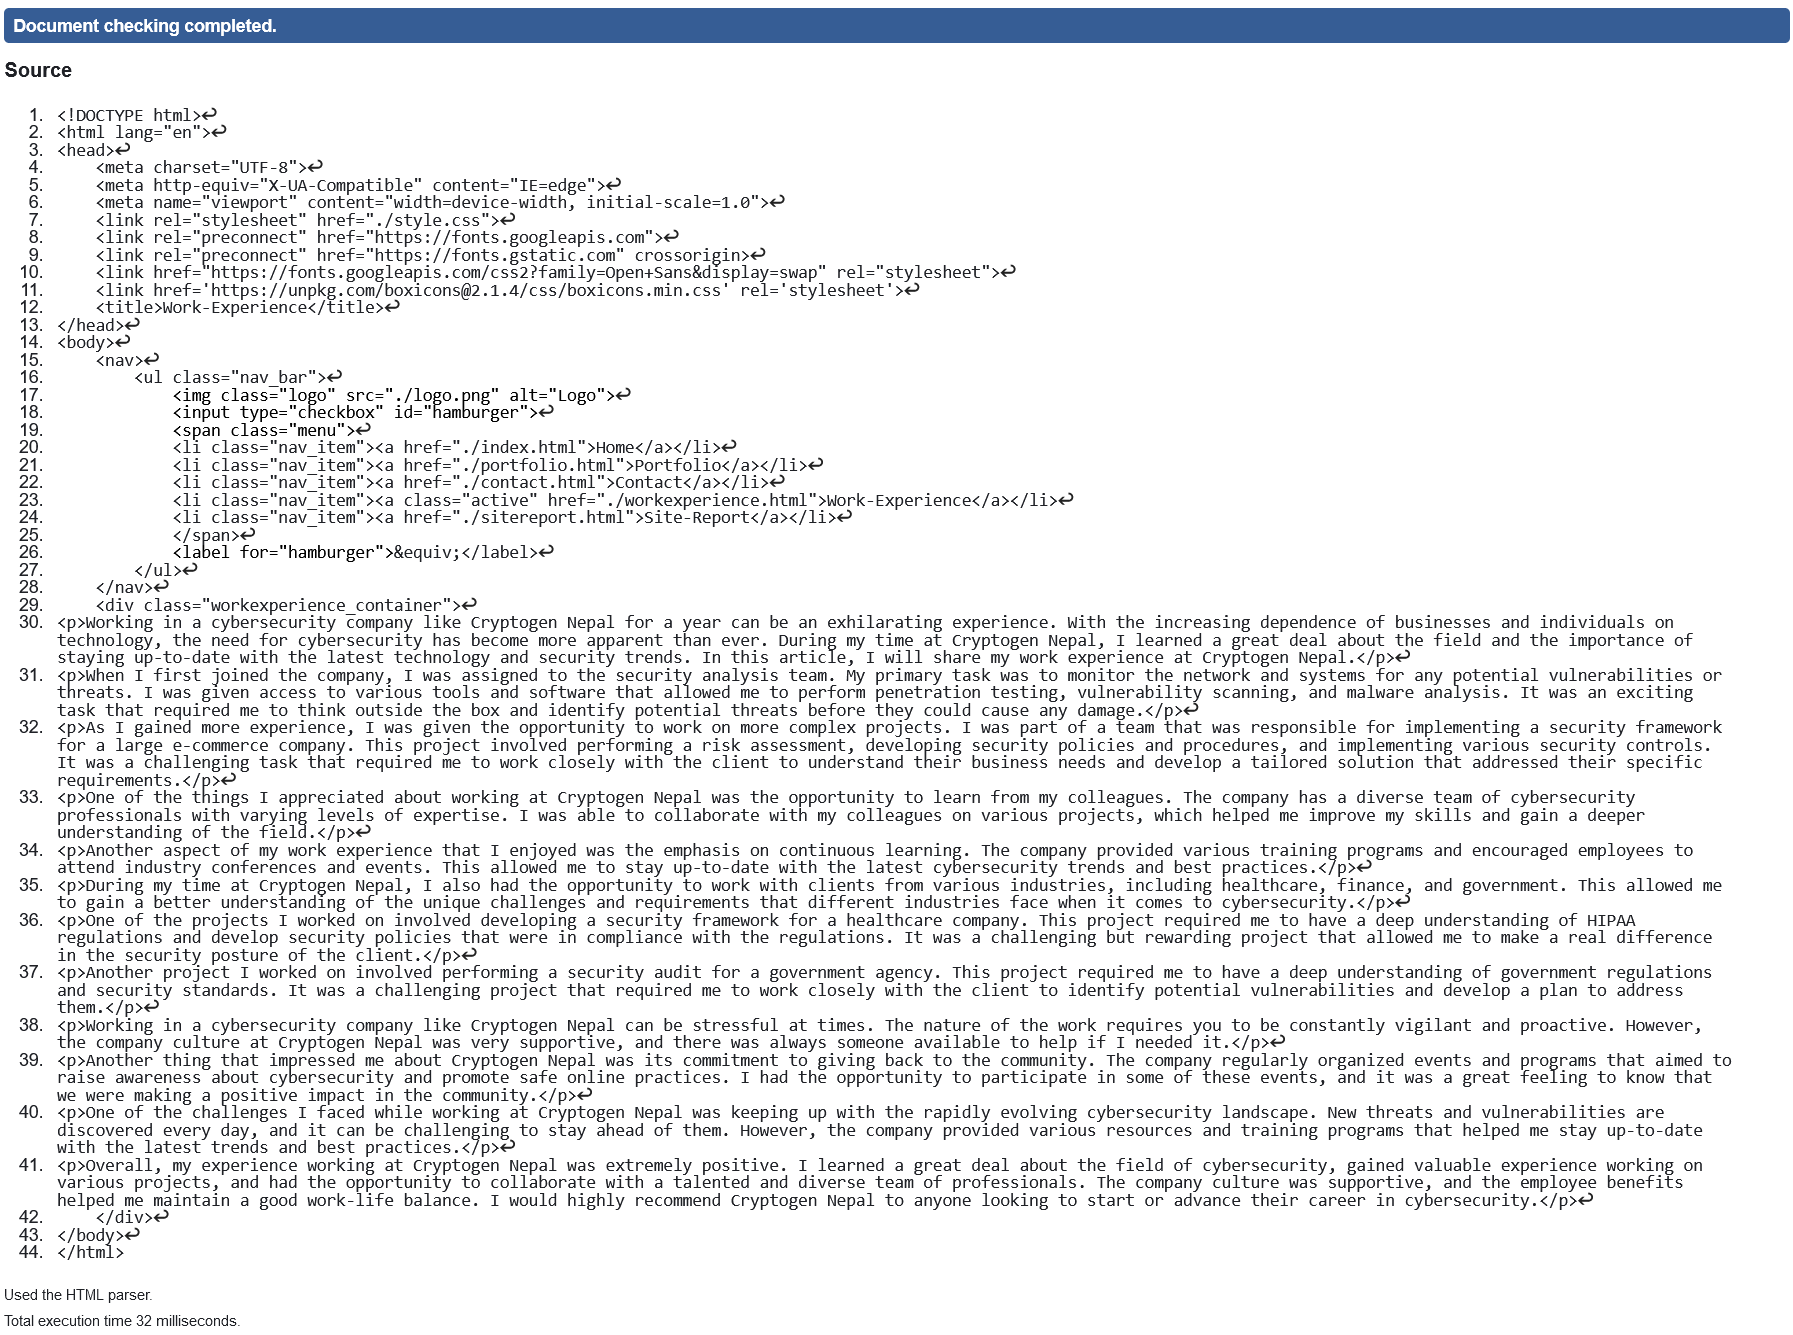 Document checking completed.
Source
1. <!DOCTYPE html>↩
2. <html lang="en">↩
3. <head>↩
4.     <meta charset="UTF-8">↩
5.     <meta http-equiv="X-UA-Compatible" content="IE=edge">↩
6.     <meta name="viewport" content="width=device-width, initial-scale=1.0">↩
7.     <link rel="stylesheet" href="./style.css">↩
8.     <link rel="preconnect" href="https://fonts.googleapis.com">↩
9.     <link rel="preconnect" href="https://fonts.gstatic.com" crossorigin>↩
10.     <link href="https://fonts.googleapis.com/css2?family=Open+Sans&display=swap" rel="stylesheet">↩
11.     <link href='https://unpkg.com/boxicons@2.1.4/css/boxicons.min.css' rel='stylesheet'>↩
12.     <title>Work-Experience</title>↩
13. </head>↩
14. <body>↩
15.     <nav>↩
16.         <ul class="nav_bar">↩
17.             <img class="logo" src="./logo.png" alt="Logo">↩
18.             <input type="checkbox" id="hamburger">↩
19.             <span class="menu">↩
20.             <li class="nav_item"><a href="./index.html">Home</a></li>↩
21.             <li class="nav_item"><a href="./portfolio.html">Portfolio</a></li>↩
22.             <li class="nav_item"><a href="./contact.html">Contact</a></li>↩
23.             <li class="nav_item"><a class="active" href="./workexperience.html">Work-Experience</a></li>↩
24.             <li class="nav_item"><a href="./sitereport.html">Site-Report</a></li>↩
25.             </span>↩
26.             <label for="hamburger">&equiv;</label>↩
27.         </ul>↩
28.     </nav>↩
29.     <div class="workexperience_container">↩
30. <p>Working in a cybersecurity company like Cryptogen Nepal for a year can be an exhilarating experience. With the increasing dependence of businesses and individuals on
technology, the need for cybersecurity has become more apparent than ever. During my time at Cryptogen Nepal, I learned a great deal about the field and the importance of
staying up-to-date with the latest technology and security trends. In this article, I will share my work experience at Cryptogen Nepal.</p>↩
31. <p>When I first joined the company, I was assigned to the security analysis team. My primary task was to monitor the network and systems for any potential vulnerabilities or
threats. I was given access to various tools and software that allowed me to perform penetration testing, vulnerability scanning, and malware analysis. It was an exciting
task that required me to think outside the box and identify potential threats before they could cause any damage.</p>↩
32. <p>As I gained more experience, I was given the opportunity to work on more complex projects. I was part of a team that was responsible for implementing a security framework
for a large e-commerce company. This project involved performing a risk assessment, developing security policies and procedures, and implementing various security controls.
It was a challenging task that required me to work closely with the client to understand their business needs and develop a tailored solution that addressed their specific
requirements.</p>↩
33. <p>One of the things I appreciated about working at Cryptogen Nepal was the opportunity to learn from my colleagues. The company has a diverse team of cybersecurity
professionals with varying levels of expertise. I was able to collaborate with my colleagues on various projects, which helped me improve my skills and gain a deeper
understanding of the field.</p>↩
34. <p>Another aspect of my work experience that I enjoyed was the emphasis on continuous learning. The company provided various training programs and encouraged employees to
attend industry conferences and events. This allowed me to stay up-to-date with the latest cybersecurity trends and best practices.</p>↩
35. <p>During my time at Cryptogen Nepal, I also had the opportunity to work with clients from various industries, including healthcare, finance, and government. This allowed me
to gain a better understanding of the unique challenges and requirements that different industries face when it comes to cybersecurity.</p>↩
36. <p>One of the projects I worked on involved developing a security framework for a healthcare company. This project required me to have a deep understanding of HIPAA
regulations and develop security policies that were in compliance with the regulations. It was a challenging but rewarding project that allowed me to make a real difference
in the security posture of the client.</p>↩
37. <p>Another project I worked on involved performing a security audit for a government agency. This project required me to have a deep understanding of government regulations
and security standards. It was a challenging project that required me to work closely with the client to identify potential vulnerabilities and develop a plan to address
them.</p>↩
38. <p>Working in a cybersecurity company like Cryptogen Nepal can be stressful at times. The nature of the work requires you to be constantly vigilant and proactive. However,
the company culture at Cryptogen Nepal was very supportive, and there was always someone available to help if I needed it.</p>↩
39. <p>Another thing that impressed me about Cryptogen Nepal was its commitment to giving back to the community. The company regularly organized events and programs that aimed to
raise awareness about cybersecurity and promote safe online practices. I had the opportunity to participate in some of these events, and it was a great feeling to know that
we were making a positive impact in the community.</p>↩
40. <p>One of the challenges I faced while working at Cryptogen Nepal was keeping up with the rapidly evolving cybersecurity landscape. New threats and vulnerabilities are
discovered every day, and it can be challenging to stay ahead of them. However, the company provided various resources and training programs that helped me stay up-to-date
with the latest trends and best practices.</p>↩
41. <p>Overall, my experience working at Cryptogen Nepal was extremely positive. I learned a great deal about the field of cybersecurity, gained valuable experience working on
various projects, and had the opportunity to collaborate with a talented and diverse team of professionals. The company culture was supportive, and the employee benefits
helped me maintain a good work-life balance. I would highly recommend Cryptogen Nepal to anyone looking to start or advance their career in cybersecurity.</p>↩
42.     </div>↩
43. </body>↩
44. </html>
Used the HTML parser.
Total execution time 32 milliseconds.